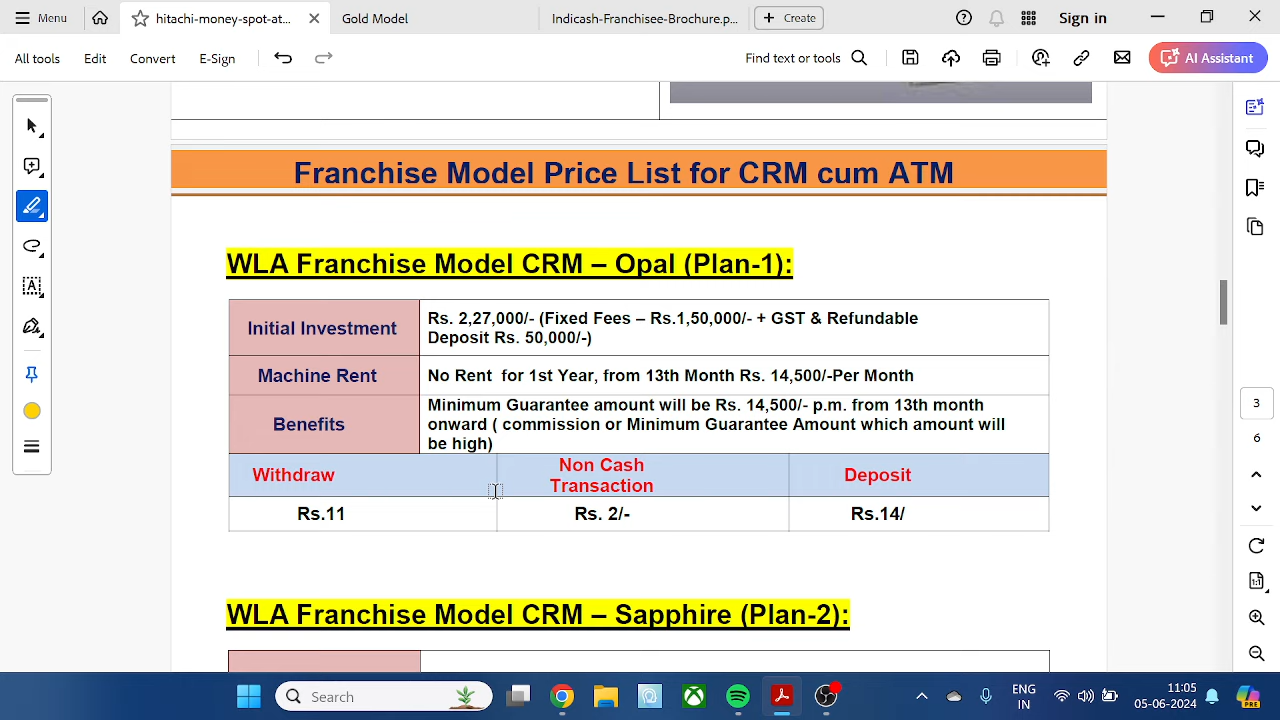 Menu
hitachi-money-spot-at...
Gold Model
Indicash-Franchisee-Brochure.p...
Create
Sign in
All tools
Edit
Convert
E-Sign
Find text or tools
AI Assistant
Franchise Model Price List for CRM cum ATM
WLA Franchise Model CRM – Opal (Plan-1):
Initial Investment
Rs. 2,27,000/- (Fixed Fees – Rs.1,50,000/- + GST & Refundable
Deposit Rs. 50,000/-)
Machine Rent
No Rent for 1st Year, from 13th Month Rs. 14,500/-Per Month
Benefits
Minimum Guarantee amount will be Rs. 14,500/- p.m. from 13th month
onward ( commission or Minimum Guarantee Amount which amount will
be high)
Withdraw
Non Cash
Transaction
Deposit
Rs.11
Rs. 2/-
Rs.14/
WLA Franchise Model CRM – Sapphire (Plan-2):
3
6
1:1
Search
ENG
IN
11:05
05-06-2024
PRE